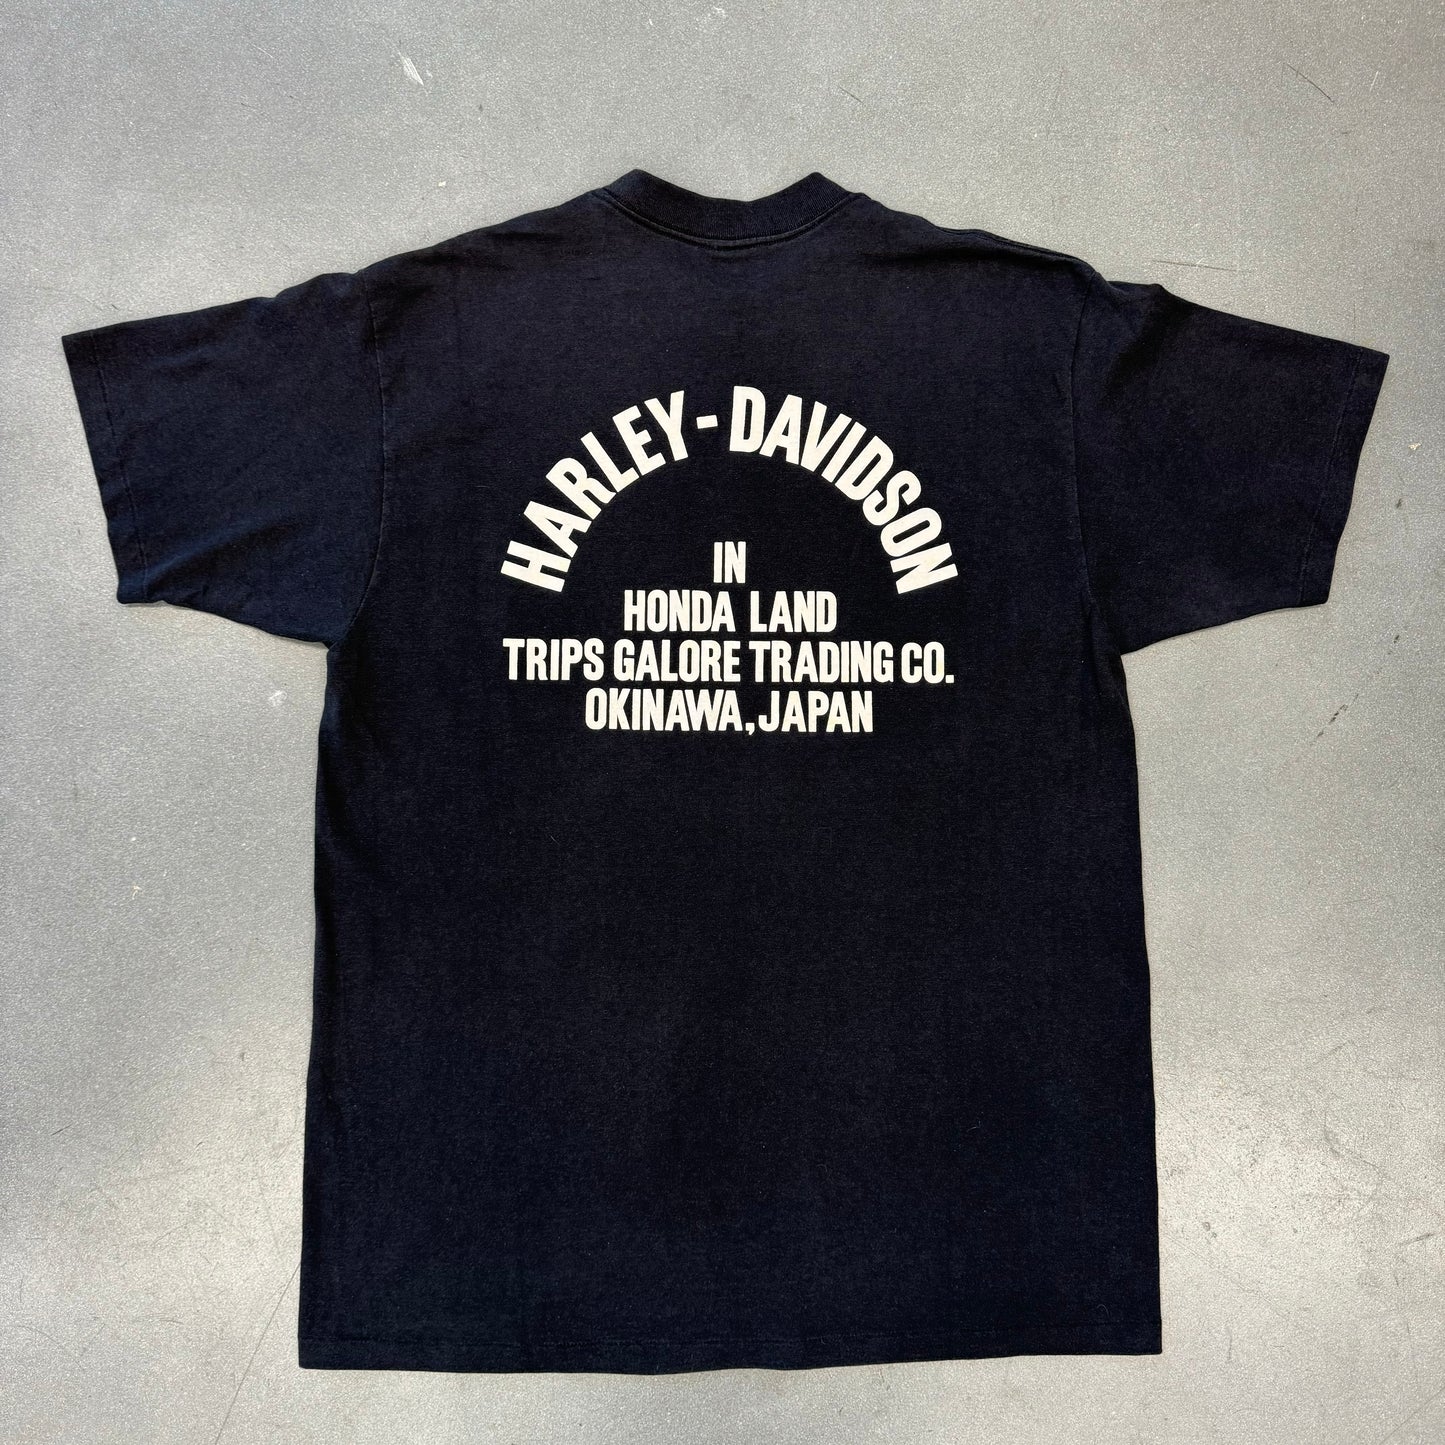 HARLEY-DAVIDSON
IN
HONDA LAND
TRIPS GALORE TRADING CO.
OKINAWA, JAPAN